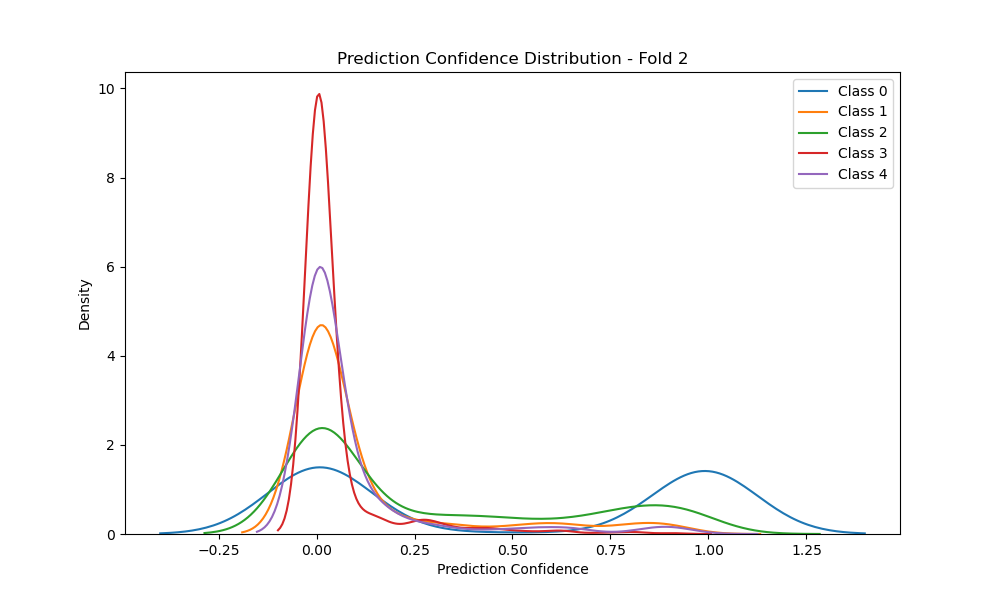 Prediction Confidence Distribution - Fold 2
10
8
6
4
2
0
Density
−0.25
0.00
0.25
0.50
0.75
1.00
1.25
Prediction Confidence
Class 0
Class 1
Class 2
Class 3
Class 4